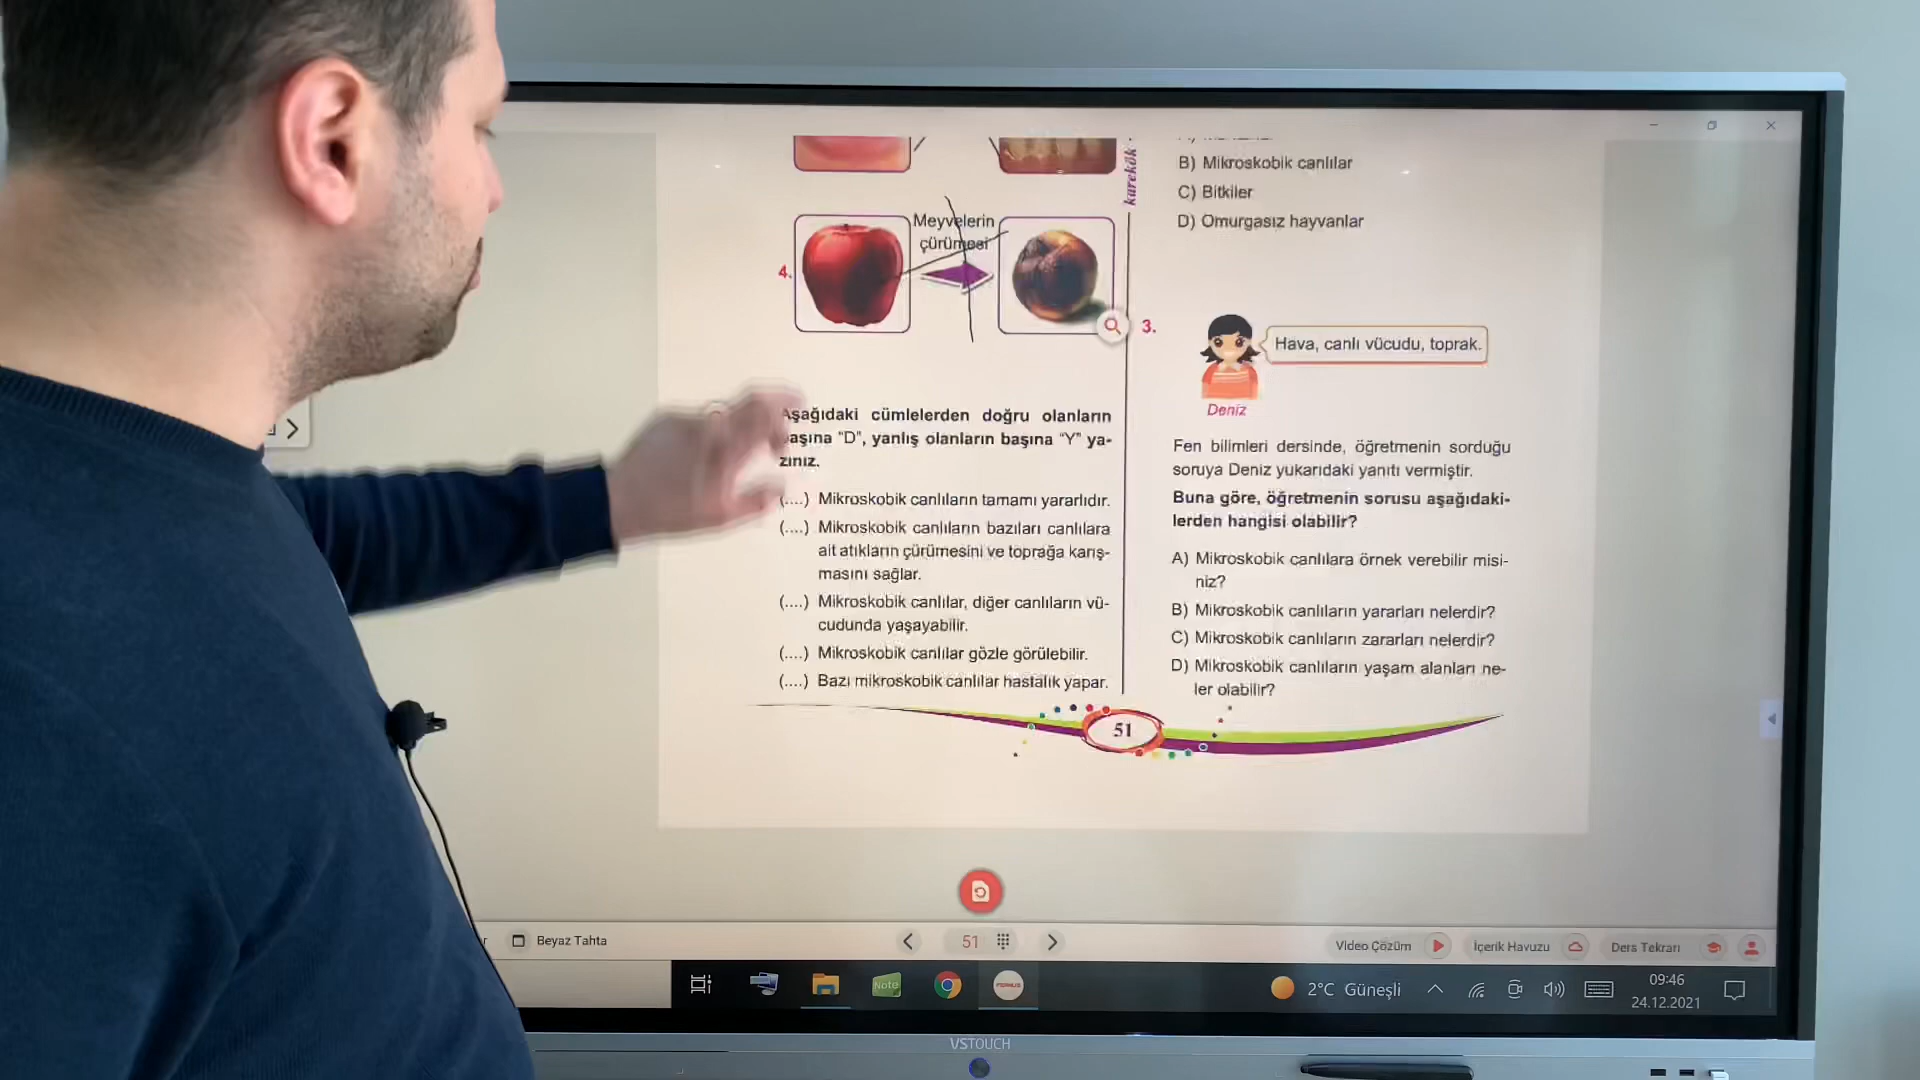 Meyvelerin
çürümesi
4.
Aşağıdaki cümlelerden doğru olanların
başına "D", yanlış olanların başına "Y" ya-
zınız.
(....) Mikroskobik canlıların tamamı yararlıdır.
(....) Mikroskobik canlıların bazıları canlılara
ait atıkların çürümesini ve toprağa karış-
masını sağlar.
(....) Mikroskobik canlılar, diğer canlıların vü-
cudunda yaşayabilir.
(....) Mikroskobik canlılar gözle görülebilir.
(....) Bazı mikroskobik canlılar hastalık yapar.
karekök
B) Mikroskobik canlılar
C) Bitkiler
D) Omurgasız hayvanlar
3.
Hava, canlı vücudu, toprak.
Deniz
Fen bilimleri dersinde, öğretmenin sorduğu
soruya Deniz yukarıdaki yanıtı vermiştir.
Buna göre, öğretmenin sorusu aşağıdaki-
lerden hangisi olabilir?
A) Mikroskobik canlılara örnek verebilir misi-
niz?
B) Mikroskobik canlıların yararları nelerdir?
C) Mikroskobik canlıların zararları nelerdir?
D) Mikroskobik canlıların yaşam alanları ne-
ler olabilir?
51
Beyaz Tahta
51
Video Çözüm
İçerik Havuzu
Ders Tekrarı
Note
2°C Güneşli
09:46
24.12.2021
VSTOUCH